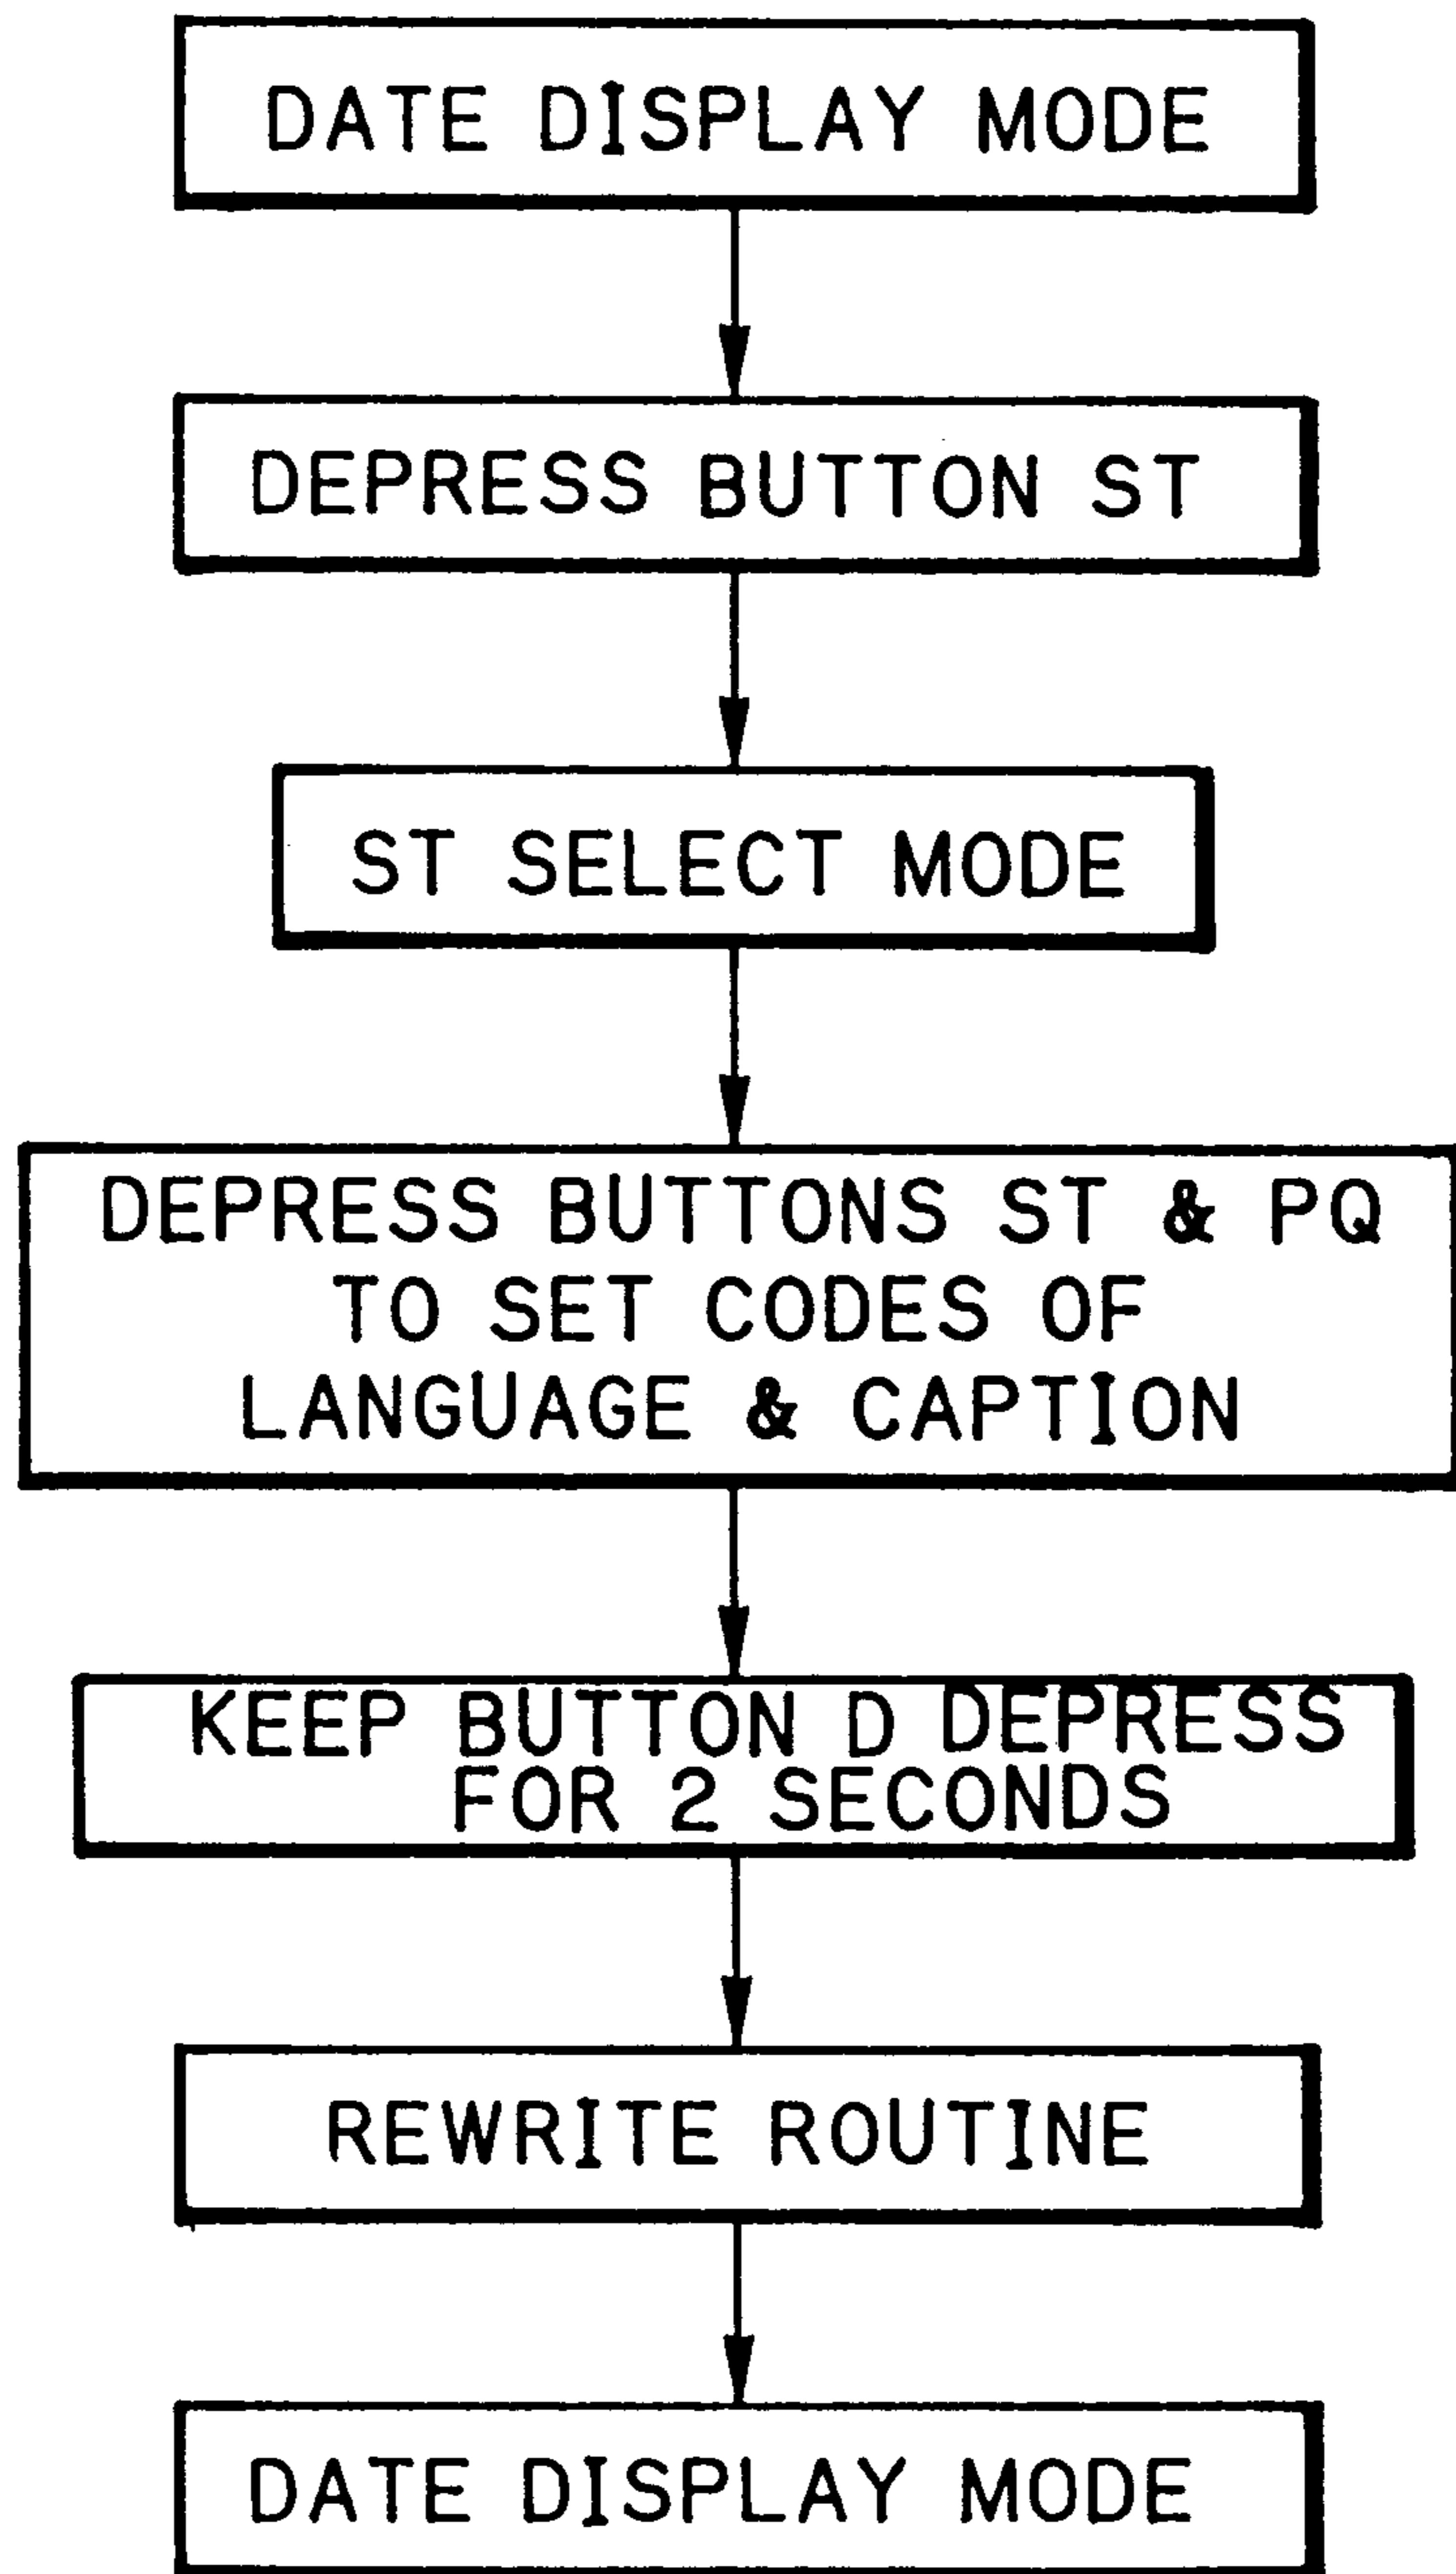 DATE DISPLAY MODE
DEPRESS BUTTON ST
ST SELECT MODE
DEPRESS BUTTONS ST & PQ
TO SET CODES OF
LANGUAGE & CAPTION
KEEP BUTTON D DEPRESS
FOR 2 SECONDS
REWRITE ROUTINE
DATE DISPLAY MODE